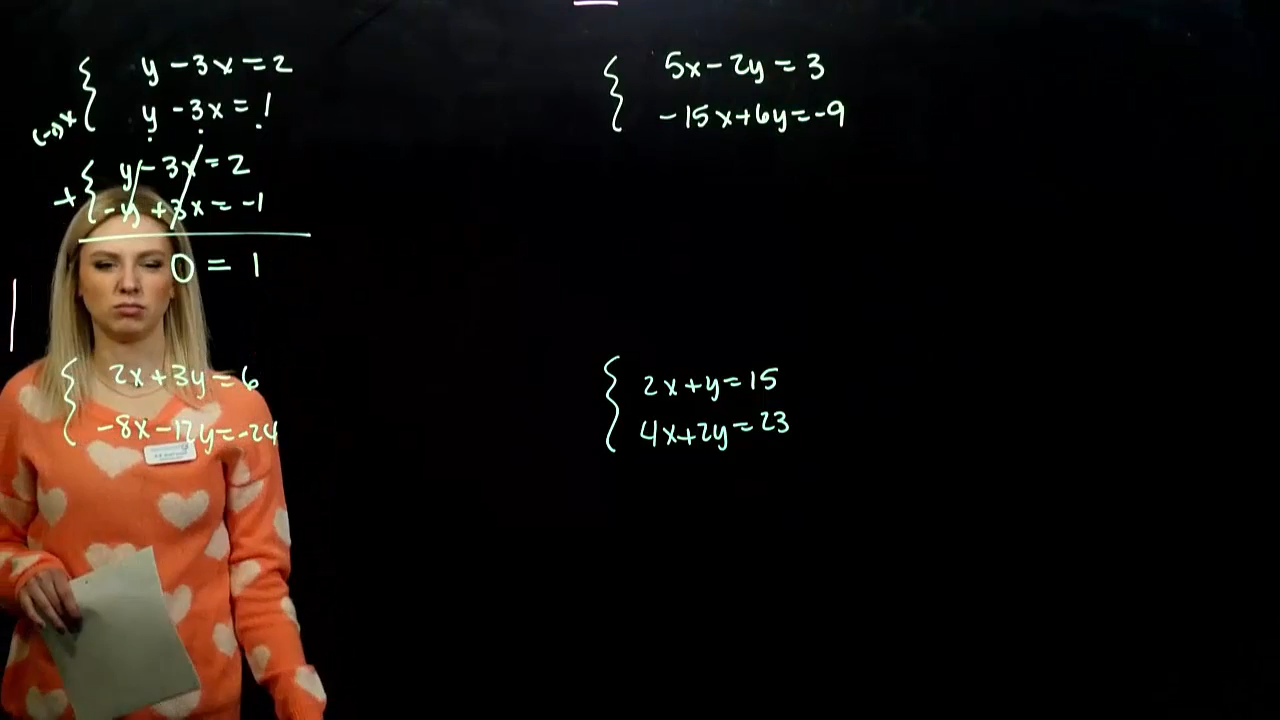 y - 3x = 2
y - 3x = 1
(-1)x
y - 3x = 2
+ -y + 3x = -1
0 = 1
5x - 2y = 3
-15x + 6y = -9
2x + 3y = 6
-8x - 12y = -24
2x + y = 15
4x + 2y = 23